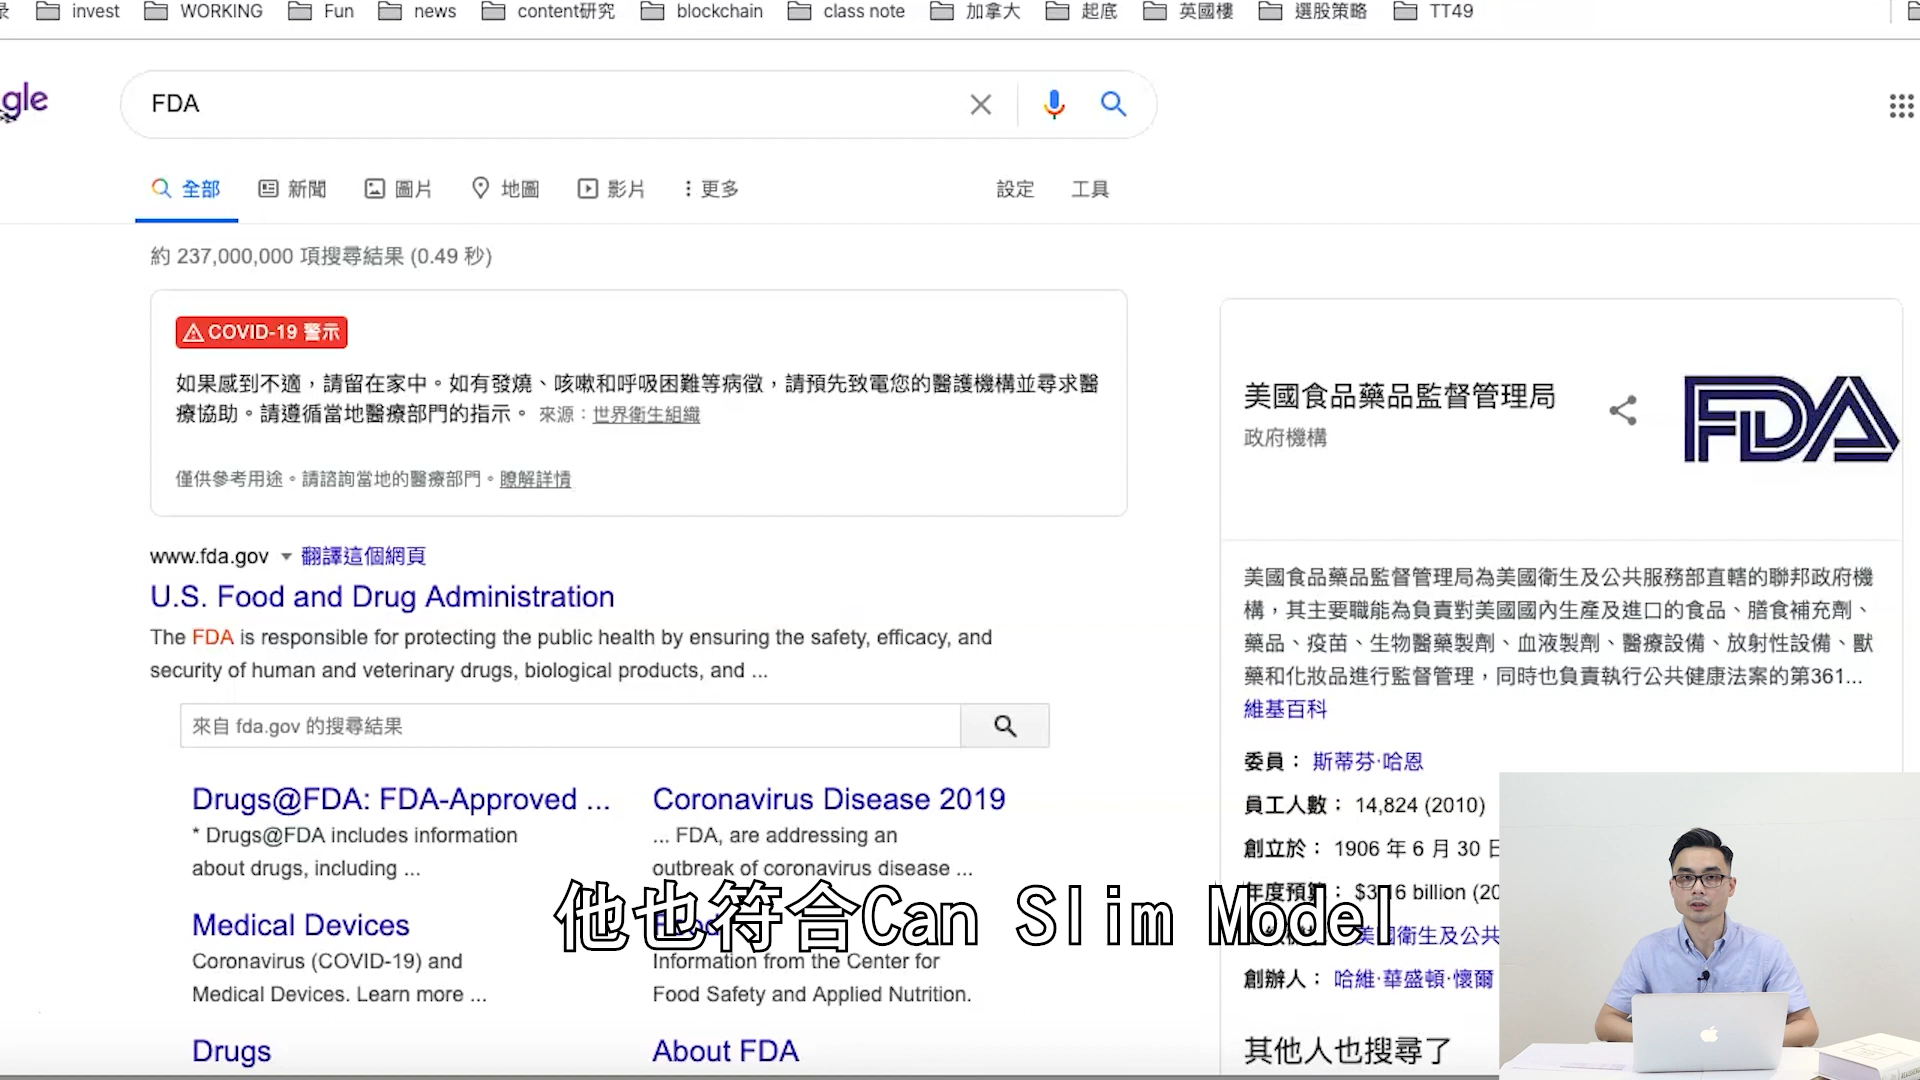 invest WORKING Fun news content研究 blockchain class note 加拿大 起底 英國樓 選股策略 TT49
gle
FDA
全部 新聞 圖片 地圖 影片 更多 設定 工具
約 237,000,000 項搜尋結果 (0.49 秒)
COVID-19 警示
如果感到不適，請留在家中。如有發燒、咳嗽和呼吸困難等病徵，請預先致電您的醫護機構並尋求醫
療協助。請遵循當地醫療部門的指示。 來源：世界衛生組織
僅供參考用途。請諮詢當地的醫療部門。瞭解詳情
www.fda.gov 翻譯這個網頁
U.S. Food and Drug Administration
The FDA is responsible for protecting the public health by ensuring the safety, efficacy, and
security of human and veterinary drugs, biological products, and ...
來自 fda.gov 的搜尋結果
Drugs@FDA: FDA-Approved ...
* Drugs@FDA includes information
about drugs, including ...
Coronavirus Disease 2019
... FDA, are addressing an
outbreak of coronavirus disease ...
Medical Devices
Coronavirus (COVID-19) and
Medical Devices. Learn more ...
Information from the Center for
Food Safety and Applied Nutrition.
Drugs
About FDA
美國食品藥品監督管理局
政府機構
FDA
美國食品藥品監督管理局為美國衛生及公共服務部直轄的聯邦政府機
構，其主要職能為負責對美國國內生產及進口的食品、膳食補充劑、
藥品、疫苗、生物醫藥製劑、血液製劑、醫療設備、放射性設備、獸
藥和化妝品進行監督管理，同時也負責執行公共健康法案的第361...
維基百科
委員： 斯蒂芬·哈恩
員工人數： 14,824 (2010)
創立於： 1906 年 6 月 30 日
年度預算： $3.16 billion (20
美國衛生及公共
創辦人： 哈維·華盛頓·懷爾
其他人也搜尋了
他也符合Can Slim Model